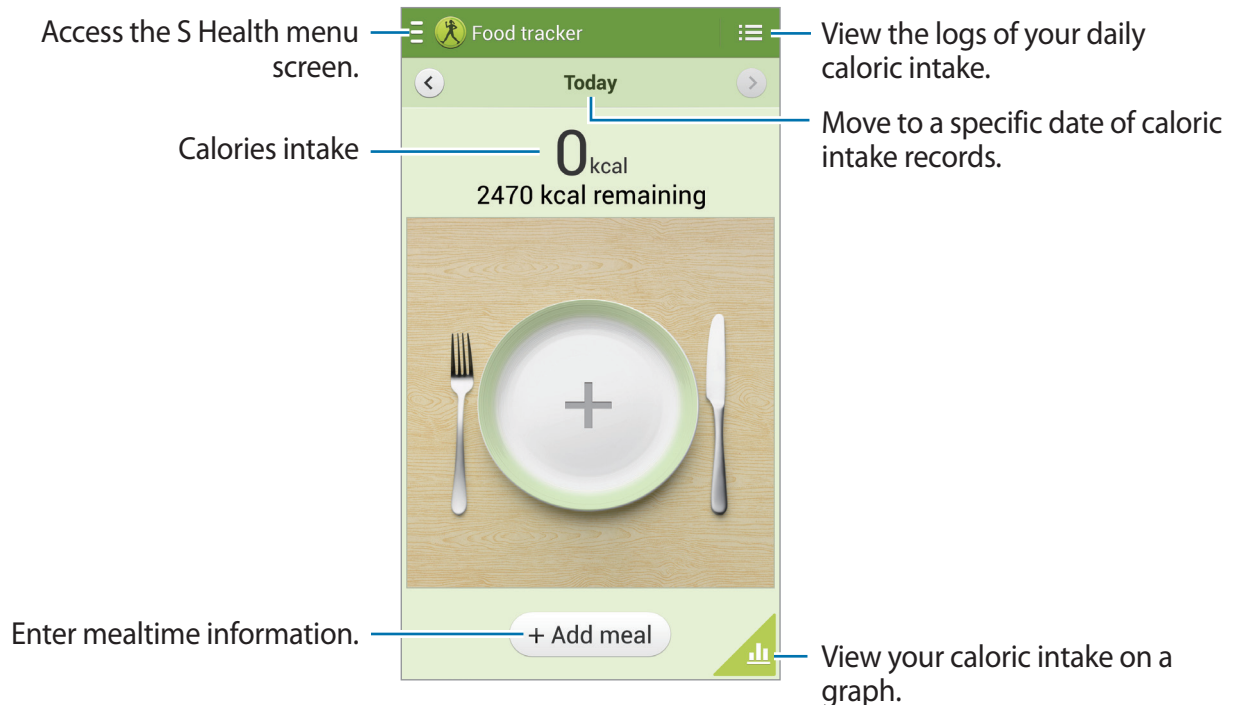 Access the S Health menu
screen.
Food tracker
View the logs of your daily
caloric intake.
Today
Move to a specific date of caloric
intake records.
Calories intake
0 kcal
2470 kcal remaining
Enter mealtime information.
+ Add meal
View your caloric intake on a
graph.